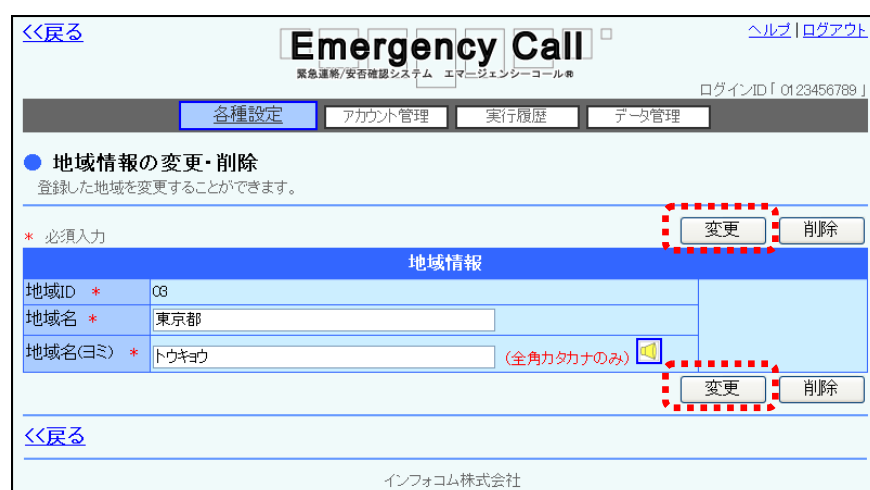 <<戻る
ヘルプ | ログアウト
Emergency Call
緊急連絡/安否確認システム エマージェンシーコール®
ログインID「 0123456789 」
各種設定 アカウント管理 実行履歴 データ管理
● 地域情報の変更・削除
登録した地域を変更することができます。
* 必須入力
変更 削除
地域情報
地域ID * 03
地域名 * 東京都
地域名(ヨミ) * トウキョウ (全角カタカナのみ)
変更 削除
<<戻る
インフォコム株式会社